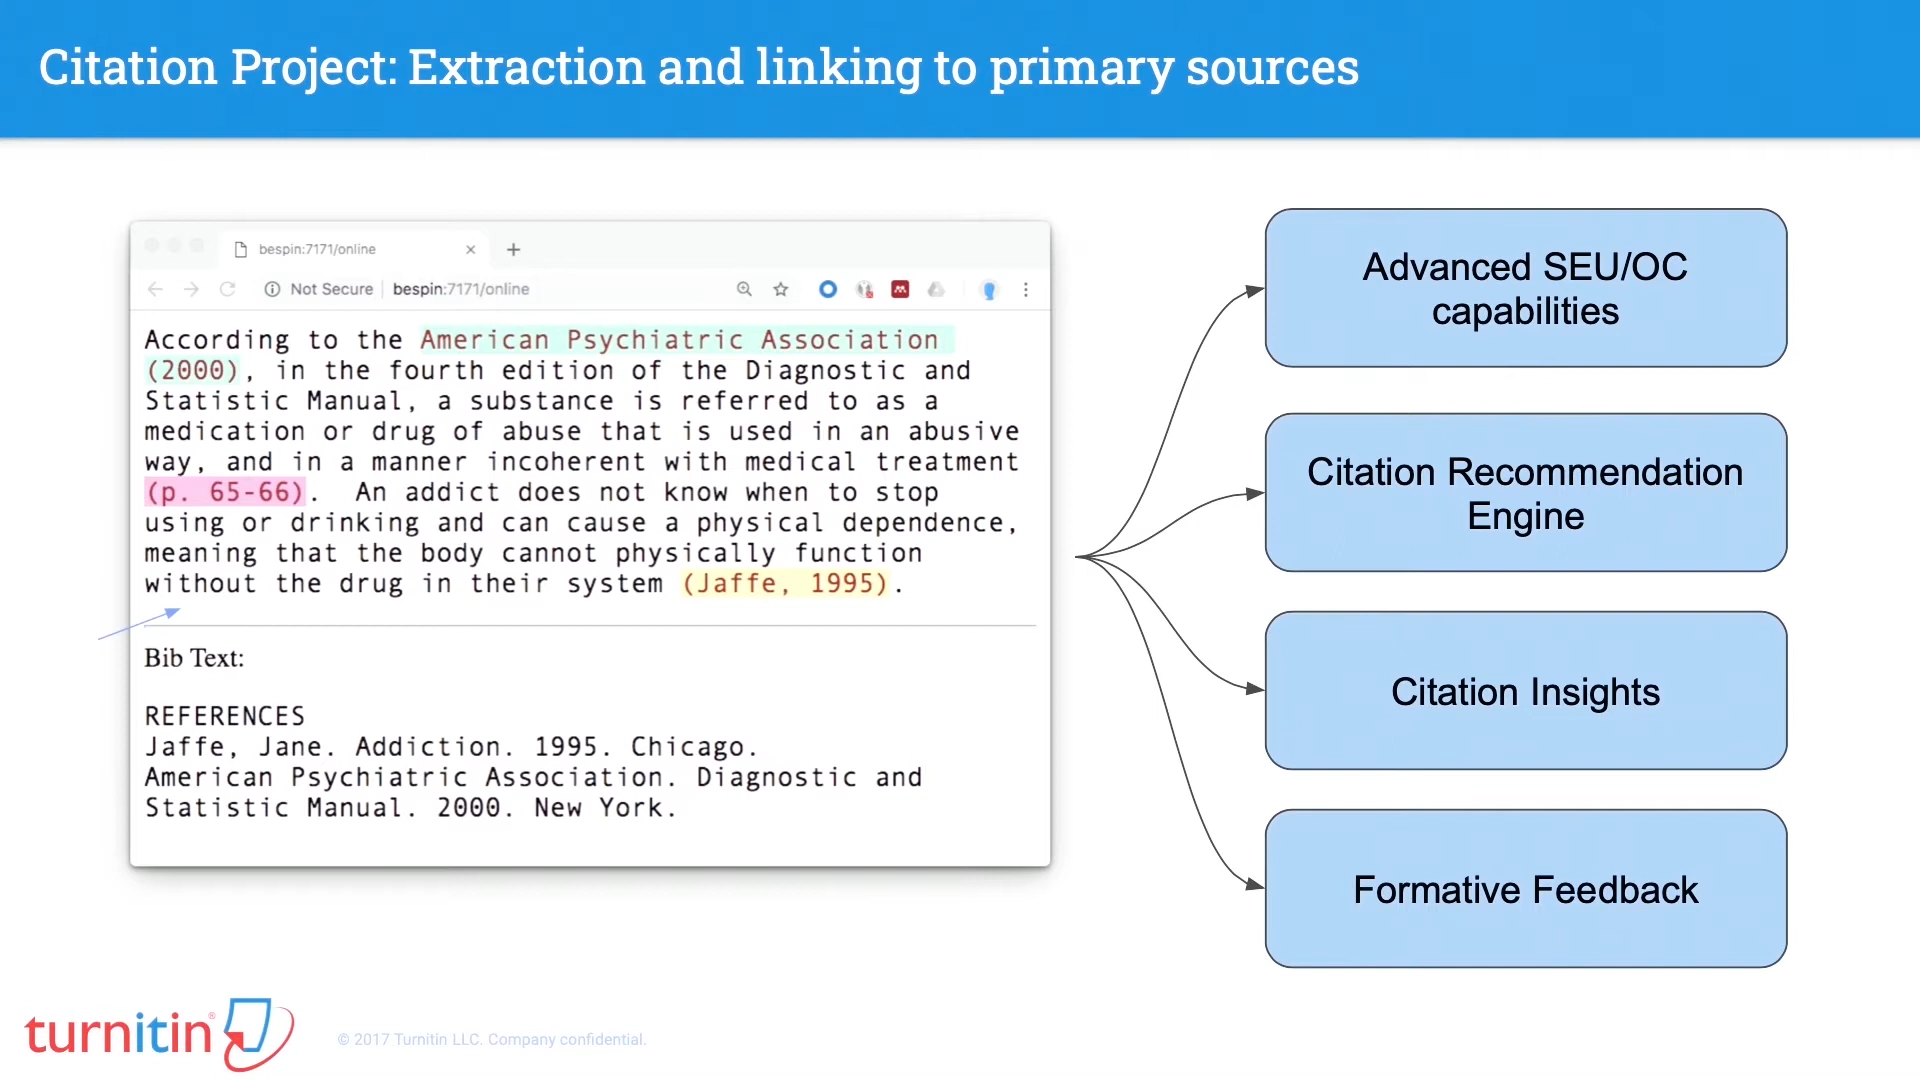 Citation Project: Extraction and linking to primary sources
bespin:7171/online
Not Secure bespin:7171/online
According to the American Psychiatric Association
(2000), in the fourth edition of the Diagnostic and
Statistic Manual, a substance is referred to as a
medication or drug of abuse that is used in an abusive
way, and in a manner incoherent with medical treatment
(p. 65-66). An addict does not know when to stop
using or drinking and can cause a physical dependence,
meaning that the body cannot physically function
without the drug in their system (Jaffe, 1995).
Bib Text:
REFERENCES
Jaffe, Jane. Addiction. 1995. Chicago.
American Psychiatric Association. Diagnostic and
Statistic Manual. 2000. New York.
Advanced SEU/OC
capabilities
Citation Recommendation
Engine
Citation Insights
Formative Feedback
turnitin®
© 2017 Turnitin LLC. Company confidential.